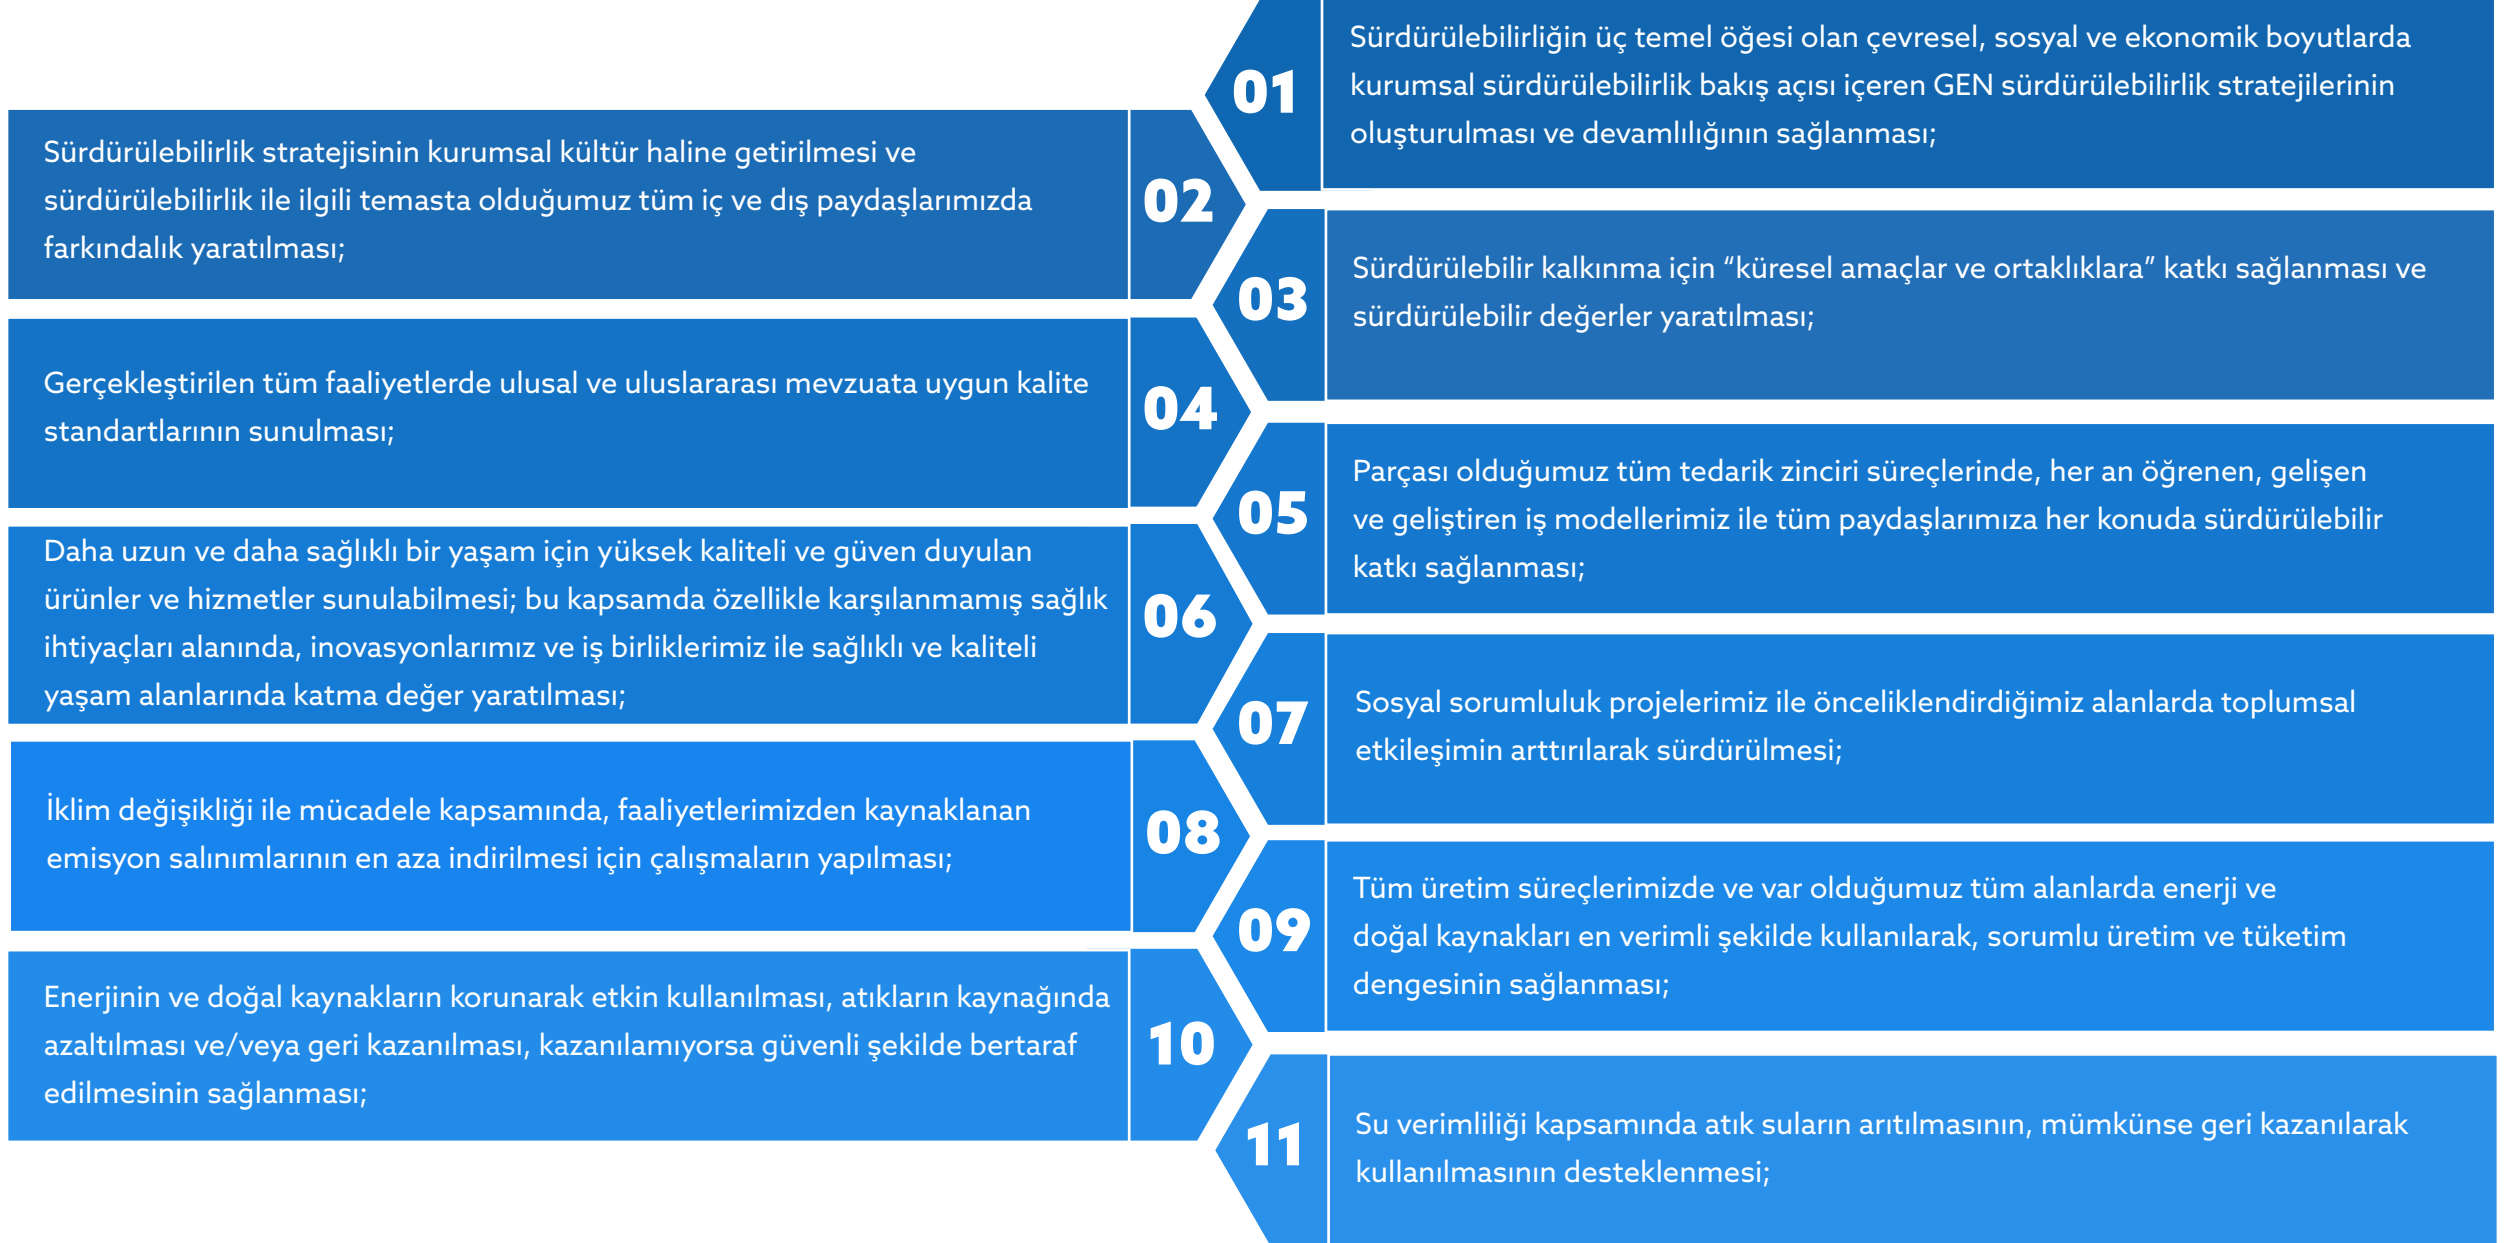 01
Sürdürülebilirliğin üç temel öğesi olan çevresel, sosyal ve ekonomik boyutlarda
kurumsal sürdürülebilirlik bakış açısı içeren GEN sürdürülebilirlik stratejilerinin
oluşturulması ve devamlılığının sağlanması;
02
Sürdürülebilirlik stratejisinin kurumsal kültür haline getirilmesi ve
sürdürülebilirlik ile ilgili temasta olduğumuz tüm iç ve dış paydaşlarımızda
farkındalık yaratılması;
03
Sürdürülebilir kalkınma için “küresel amaçlar ve ortaklıklara” katkı sağlanması ve
sürdürülebilir değerler yaratılması;
04
Gerçekleştirilen tüm faaliyetlerde ulusal ve uluslararası mevzuata uygun kalite
standartlarının sunulması;
05
Parçası olduğumuz tüm tedarik zinciri süreçlerinde, her an öğrenen, gelişen
ve geliştiren iş modellerimiz ile tüm paydaşlarımıza her konuda sürdürülebilir
katkı sağlanması;
06
Daha uzun ve daha sağlıklı bir yaşam için yüksek kaliteli ve güven duyulan
ürünler ve hizmetler sunulabilmesi; bu kapsamda özellikle karşılanmamış sağlık
ihtiyaçları alanında, inovasyonlarımız ve iş birliklerimiz ile sağlıklı ve kaliteli
yaşam alanlarında katma değer yaratılması;
07
Sosyal sorumluluk projelerimiz ile önceliklendirdiğimiz alanlarda toplumsal
etkileşimin arttırılarak sürdürülmesi;
08
İklim değişikliği ile mücadele kapsamında, faaliyetlerimizden kaynaklanan
emisyon salınımlarının en aza indirilmesi için çalışmaların yapılması;
09
Tüm üretim süreçlerimizde ve var olduğumuz tüm alanlarda enerji ve
doğal kaynakları en verimli şekilde kullanılarak, sorumlu üretim ve tüketim
dengesinin sağlanması;
10
Enerjinin ve doğal kaynakların korunarak etkin kullanılması, atıkların kaynağında
azaltılması ve/veya geri kazanılması, kazanılamıyorsa güvenli şekilde bertaraf
edilmesinin sağlanması;
11
Su verimliliği kapsamında atık suların arıtılmasının, mümkünse geri kazanılarak
kullanılmasının desteklenmesi;